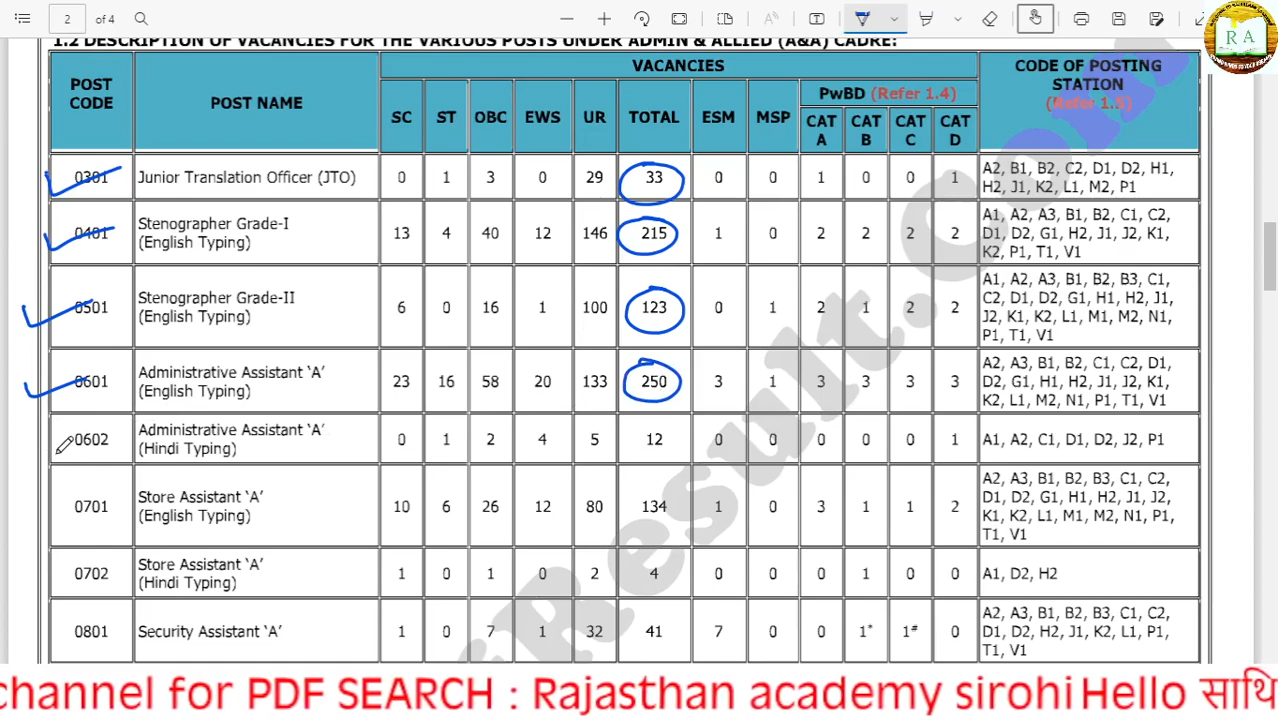 2 of 4
RA
1.2 DESCRIPTION OF VACANCIES FOR THE VARIOUS POSTS UNDER ADMIN & ALLIED (A&A) CADRE:
POST CODE POST NAME VACANCIES CODE OF POSTING STATION (Refer 1.5)
SC ST OBC EWS UR TOTAL ESM MSP PwBD (Refer 1.4)
CAT A CAT B CAT C CAT D
0301 Junior Translation Officer (JTO) 0 1 3 0 29 33 0 0 1 0 0 1 A2, B1, B2, C2, D1, D2, H1,
H2, J1, K2, L1, M2, P1
0401 Stenographer Grade-I 13 4 40 12 146 215 1 0 2 2 2 2 A1, A2, A3, B1, B2, C1, C2
(English Typing) D1, D2, G1, H2, J1, J2, K1,
K2, P1, T1, V1
0501 Stenographer Grade-II 6 0 16 1 100 123 0 1 2 1 2 2 A1, A2, A3, B1, B2, B3, C1,
(English Typing) C2, D1, D2, G1, H1, H2, J1
J2, K1, K2, L1, M1, M2, N1,
P1, T1, V1
0601 Administrative Assistant ‘A’ 23 16 58 20 133 250 3 1 3 3 3 3 A2, A3, B1, B2, C1, C2, D1,
(English Typing) D2, G1, H1, H2, J1, J2, K1
K2, L1, M2, N1, P1, T1, V1
0602 Administrative Assistant ‘A’ 0 1 2 4 5 12 0 0 0 0 0 1 A1, A2, C1, D1, D2, J2, P1
(Hindi Typing)
0701 Store Assistant ‘A’ 10 6 26 12 80 134 1 0 3 1 1 2 A2, A3, B1, B2, B3, C1, C2
(English Typing) D1, D2, G1, H1, H2, J1, J2,
K1, K2, L1, M1, M2, N1, P1,
T1, V1
0702 Store Assistant ‘A’ 1 0 1 0 2 4 0 0 0 1 0 0 A1, D2, H2
(Hindi Typing)
0801 Security Assistant ‘A’ 1 0 7 1 32 41 7 0 0 1* 1# 0 A2, A3, B1, B2, B3, C1, C2,
D1, D2, H2, J1, K2, L1, P1,
T1, V1
iResult.Com
channel for PDF SEARCH : Rajasthan academy sirohi Hello साथि